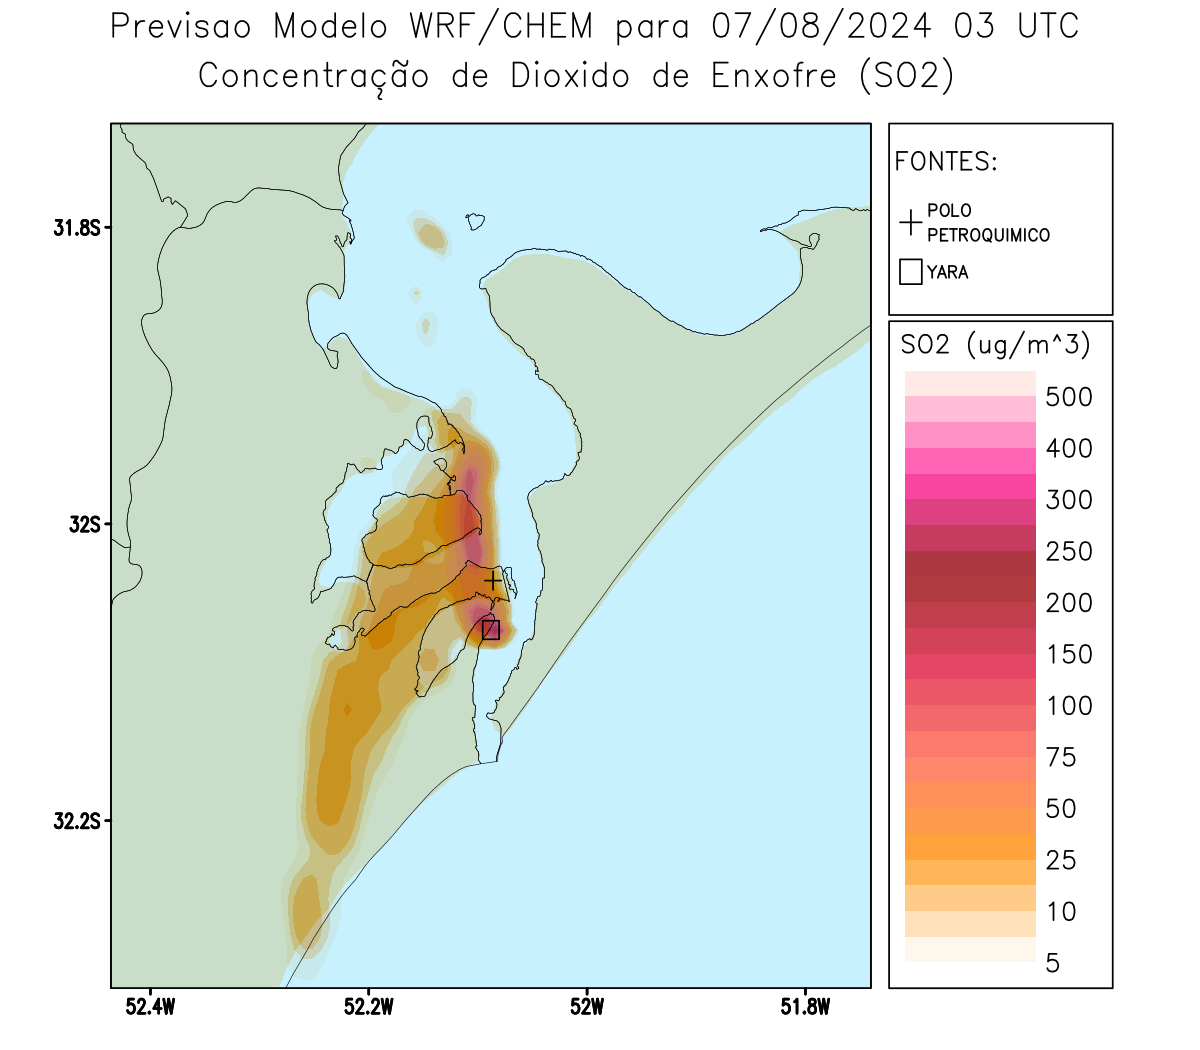 Previsao Modelo WRF/CHEM para 07/08/2024 03 UTC
Concentração de Dioxido de Enxofre (SO2)
FONTES:
POLO
PETROQUIMICO
YARA
SO2 (ug/m^3)
500
400
300
250
200
150
100
75
50
25
10
5
31.8S
32S
32.2S
52.4W
52.2W
52W
51.8W